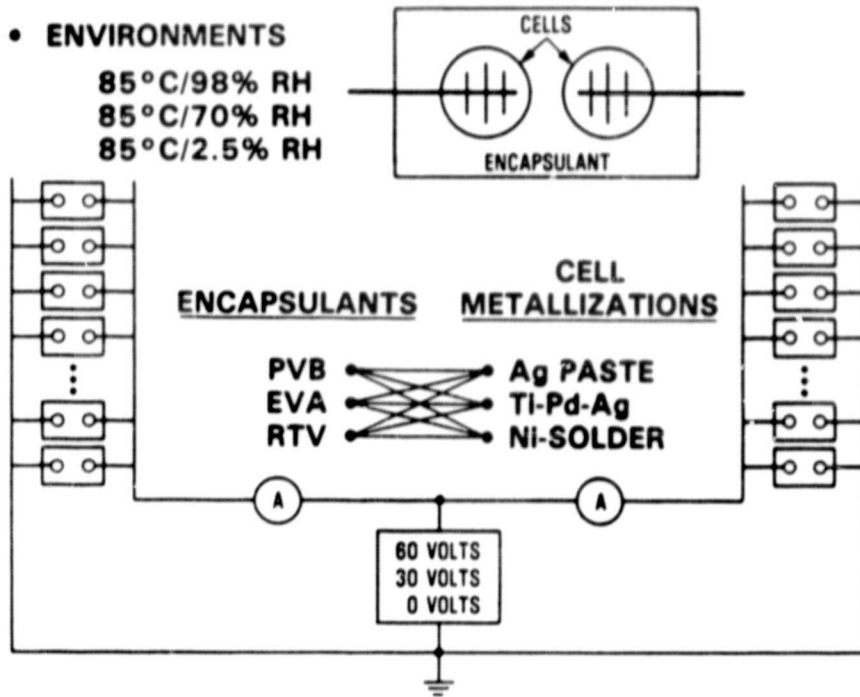 • ENVIRONMENTS
85°C/98% RH
85°C/70% RH
85°C/2.5% RH
CELLS
ENCAPSULANT
ENCAPSULANTS
PVB
EVA
RTV
CELL
METALLIZATIONS
Ag PASTE
Ti-Pd-Ag
Ni-SOLDER
A
A
60 VOLTS
30 VOLTS
0 VOLTS